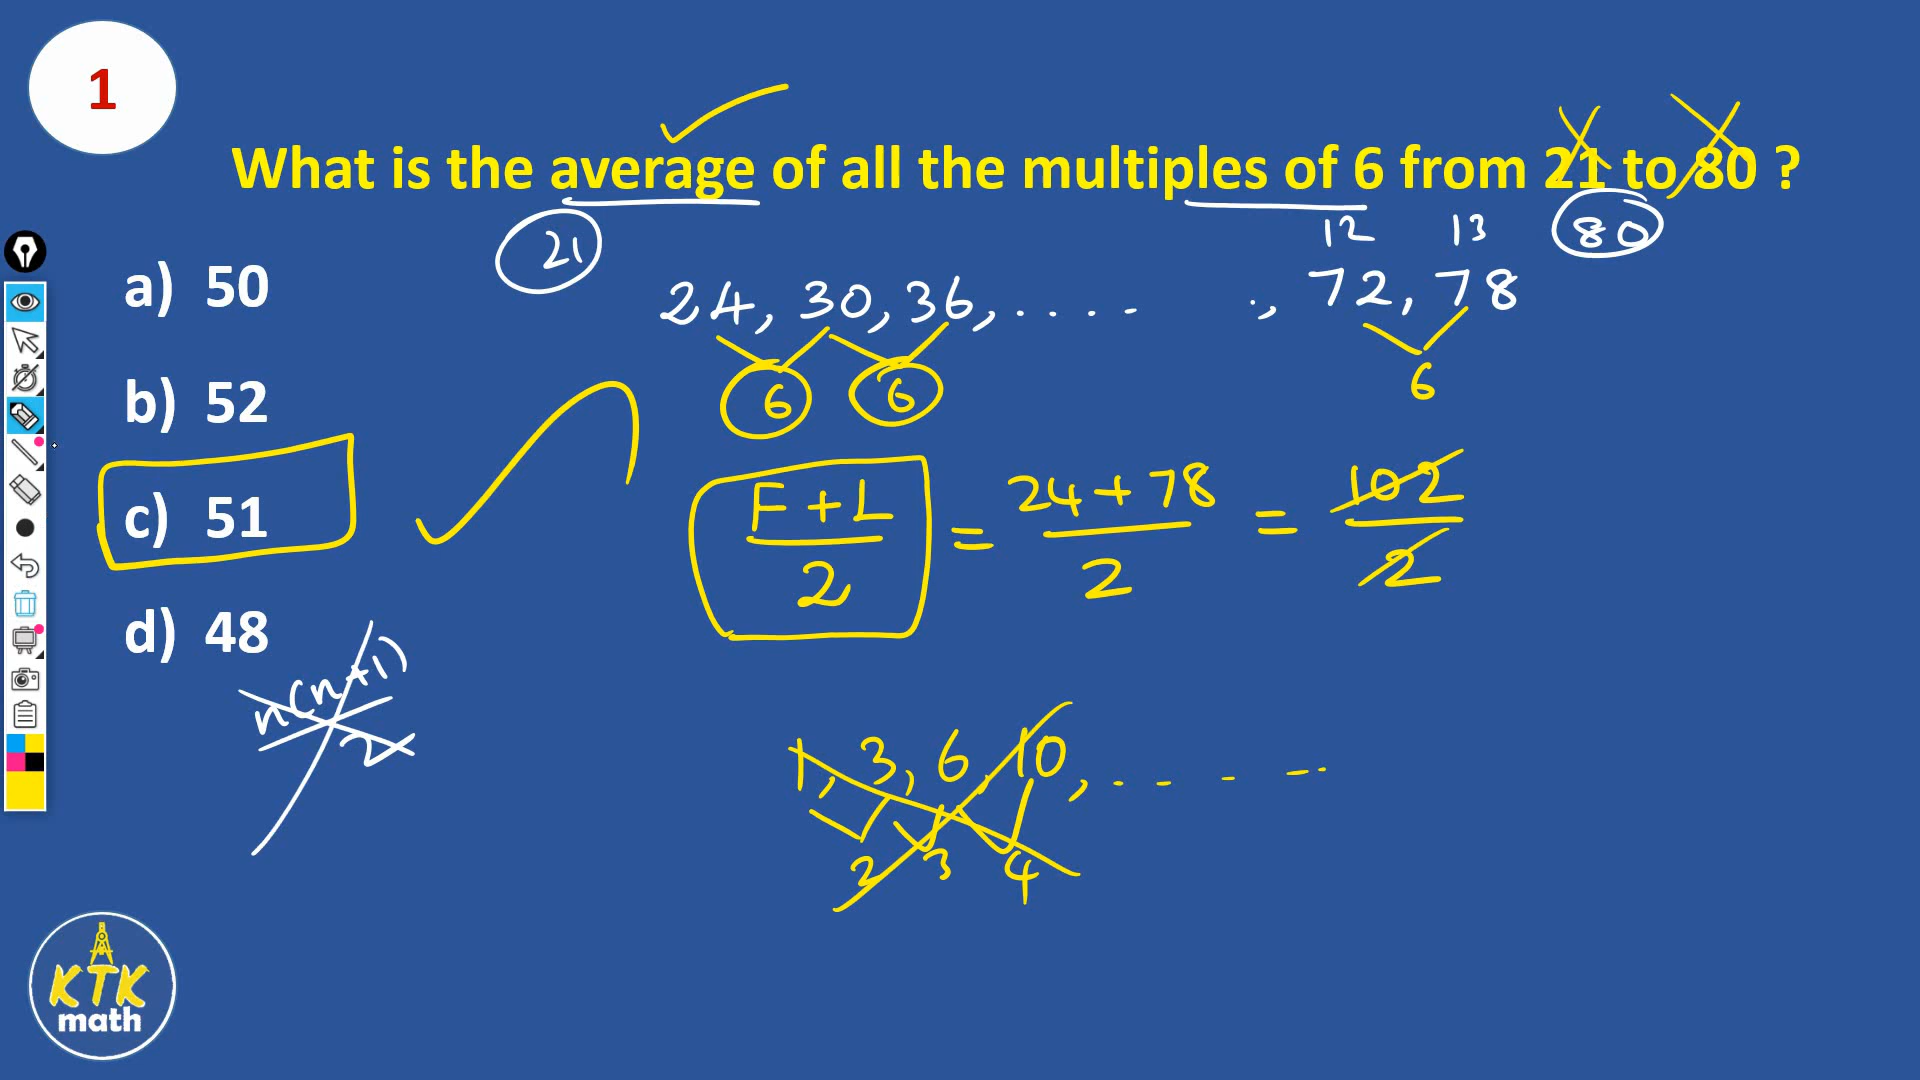 1
What is the average of all the multiples of 6 from 21 to 80 ?
21
12 13
80
24, 30, 36, . . . . ., 72, 78
6 6 6
a) 50
b) 52
c) 51
d) 48
F + L
2
=
24 + 78
2
=
102
2
n(n+1)
2
1, 3, 6, 10, . . . .
2 3 4
KTK
math